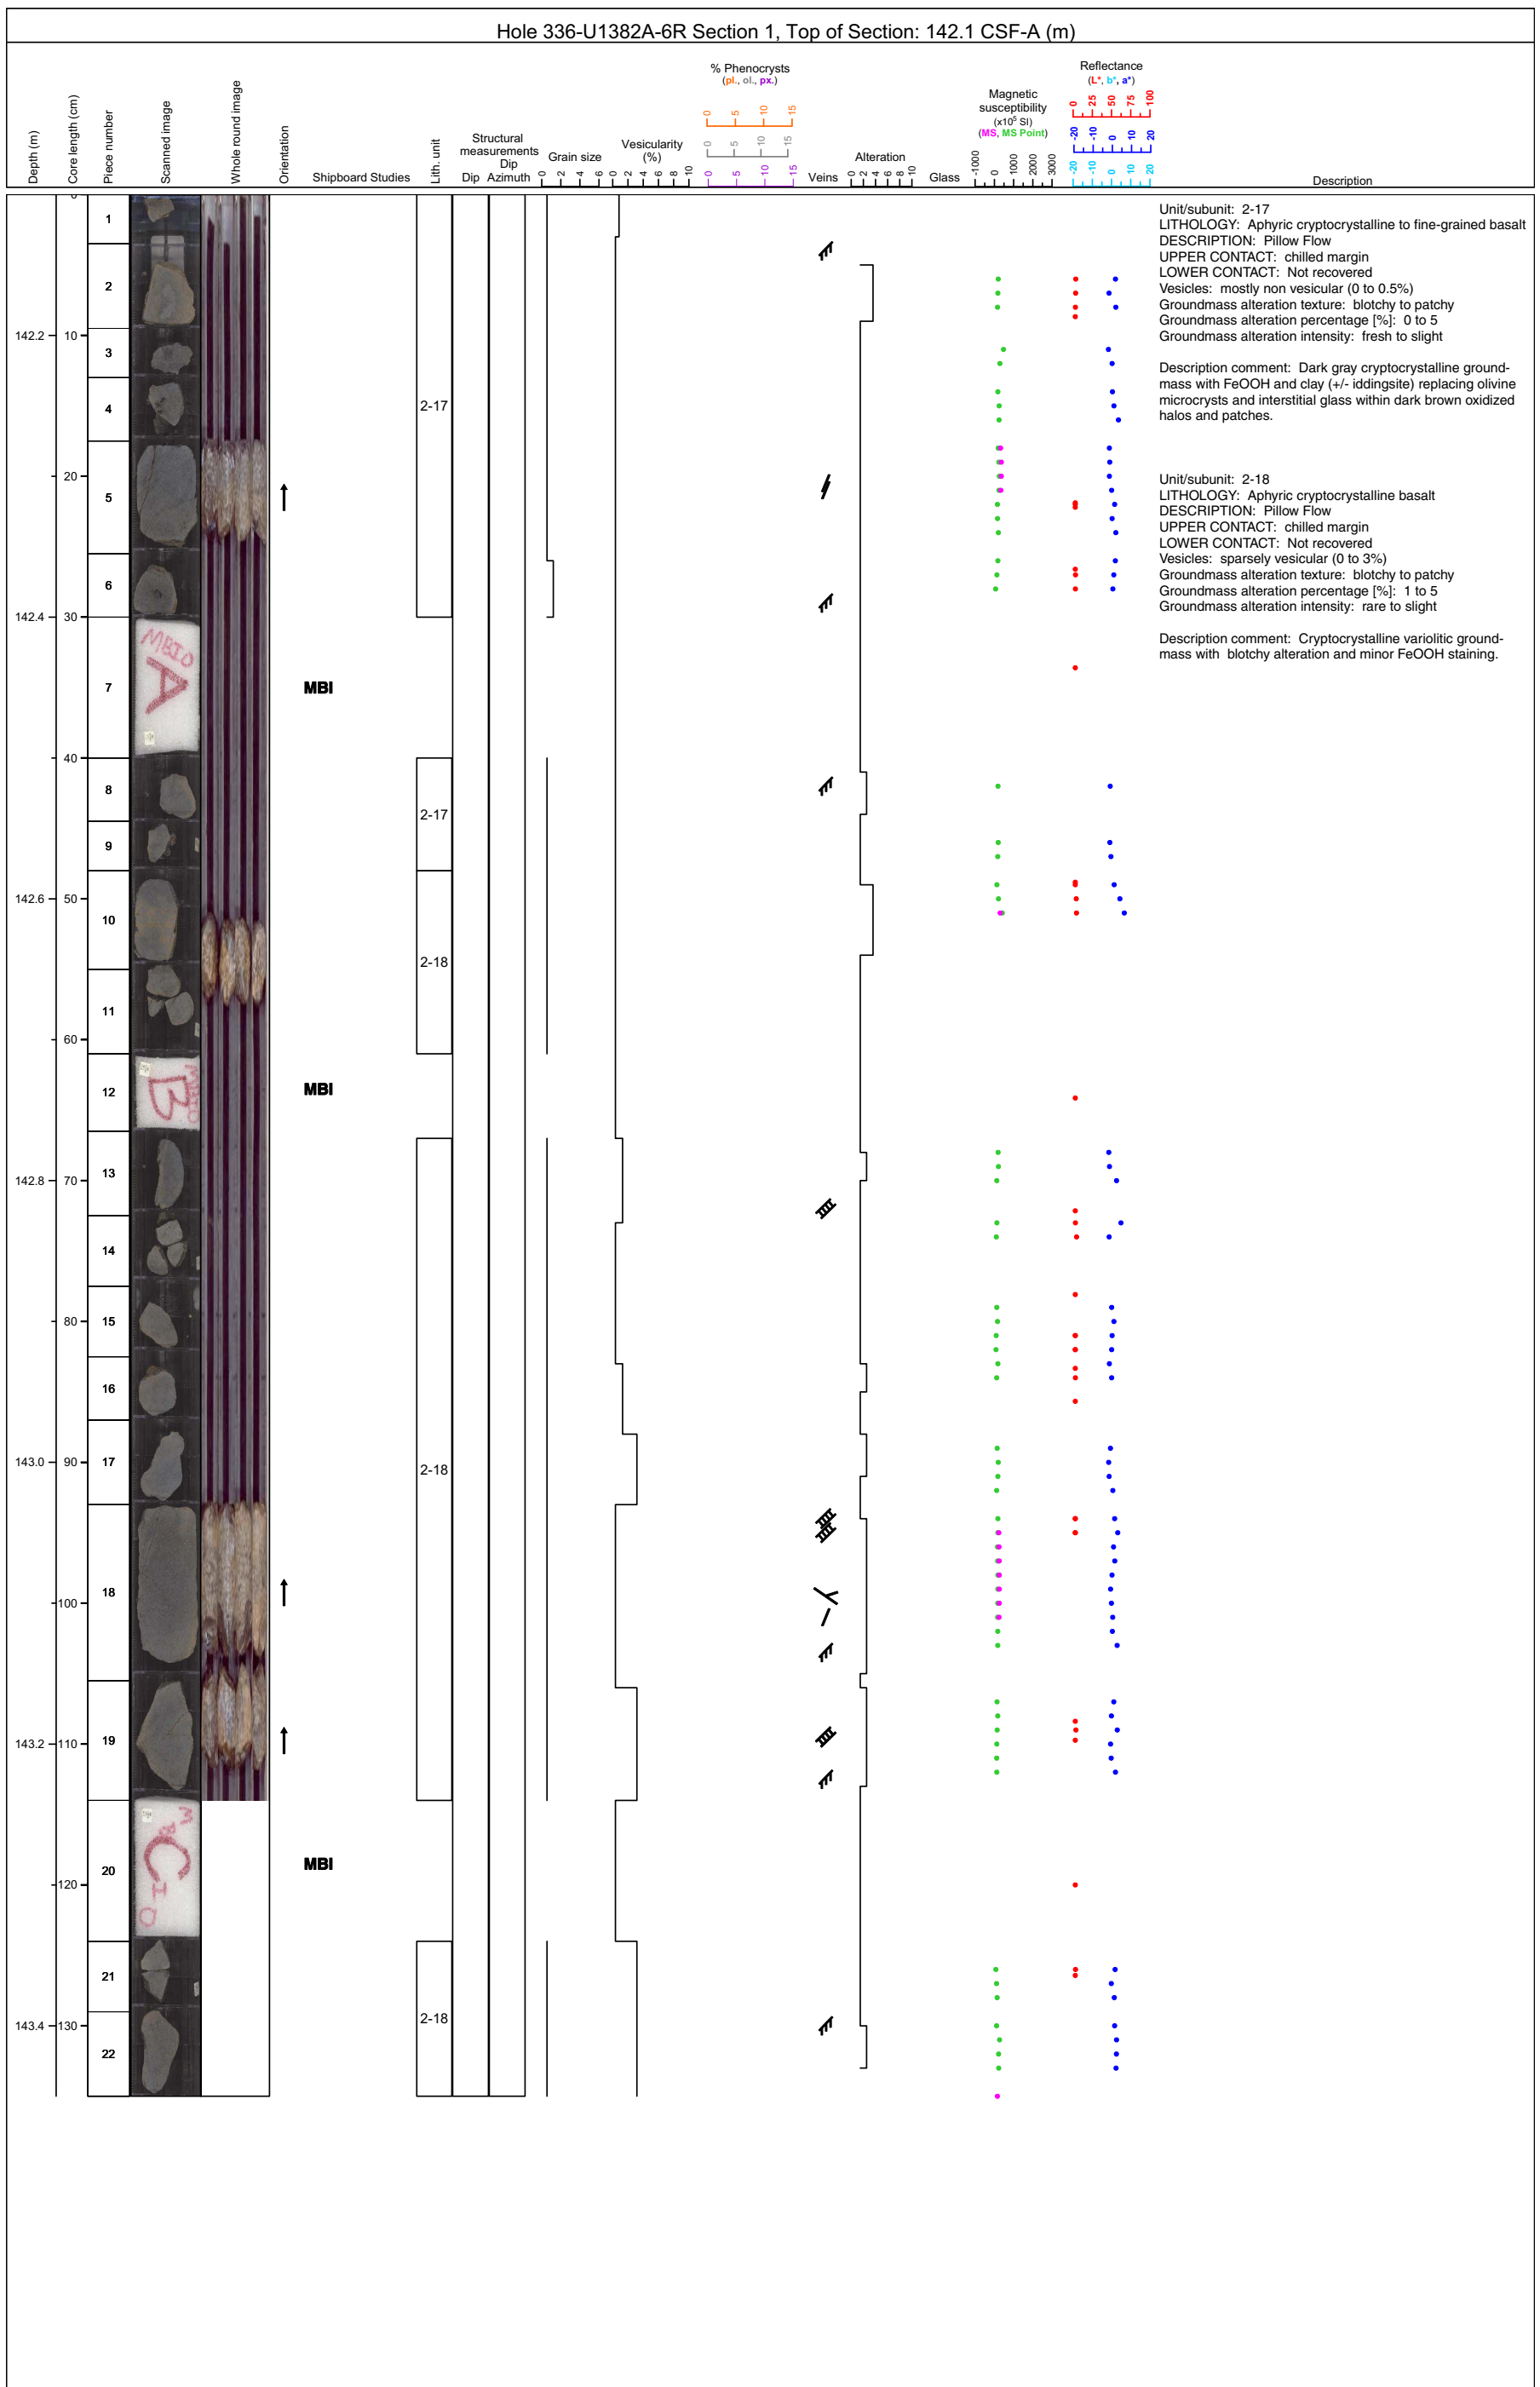 Hole 336-U1382A-6R Section 1, Top of Section: 142.1 CSF-A (m)
Depth (m)
Core length (cm)
Piece number
Scanned image
Whole round image
Orientation
Shipboard Studies
Lith. unit
Structural
measurements
Dip
Dip Azimuth
Grain size
0 2 4 6
Vesicularity
(%)
0 2 4 6 8 10
% Phenocrysts
(pl., ol., px.)
0 5 10 15
0 5 10 15
0 5 10 15
Veins
Alteration
0 2 4 6 8 10
Glass
Magnetic
susceptibility
(x10⁵ SI)
(MS, MS Point)
-1000 0 1000 2000 3000
Reflectance
(L*, b*, a*)
0 25 50 75 100
-20 -10 0 10 20
-20 -10 0 10 20
Description
0
1
2
142.2 10
3
4
2-17
20
5
6
142.4 30
MBIO
A
7
MBI
40
8
2-17
9
142.6 50
10
2-18
11
60
B
12
MBI
13
142.8 70
14
15
80
16
17
143.0 90
2-18
18
100
19
143.2 110
C
20
MBI
120
21
143.4 130
2-18
22
Unit/subunit: 2-17
LITHOLOGY: Aphyric cryptocrystalline to fine-grained basalt
DESCRIPTION: Pillow Flow
UPPER CONTACT: chilled margin
LOWER CONTACT: Not recovered
Vesicles: mostly non vesicular (0 to 0.5%)
Groundmass alteration texture: blotchy to patchy
Groundmass alteration percentage [%]: 0 to 5
Groundmass alteration intensity: fresh to slight
Description comment: Dark gray cryptocrystalline ground-
mass with FeOOH and clay (+/- iddingsite) replacing olivine
microcrysts and interstitial glass within dark brown oxidized
halos and patches.
Unit/subunit: 2-18
LITHOLOGY: Aphyric cryptocrystalline basalt
DESCRIPTION: Pillow Flow
UPPER CONTACT: chilled margin
LOWER CONTACT: Not recovered
Vesicles: sparsely vesicular (0 to 3%)
Groundmass alteration texture: blotchy to patchy
Groundmass alteration percentage [%]: 1 to 5
Groundmass alteration intensity: rare to slight
Description comment: Cryptocrystalline variolitic ground-
mass with blotchy alteration and minor FeOOH staining.